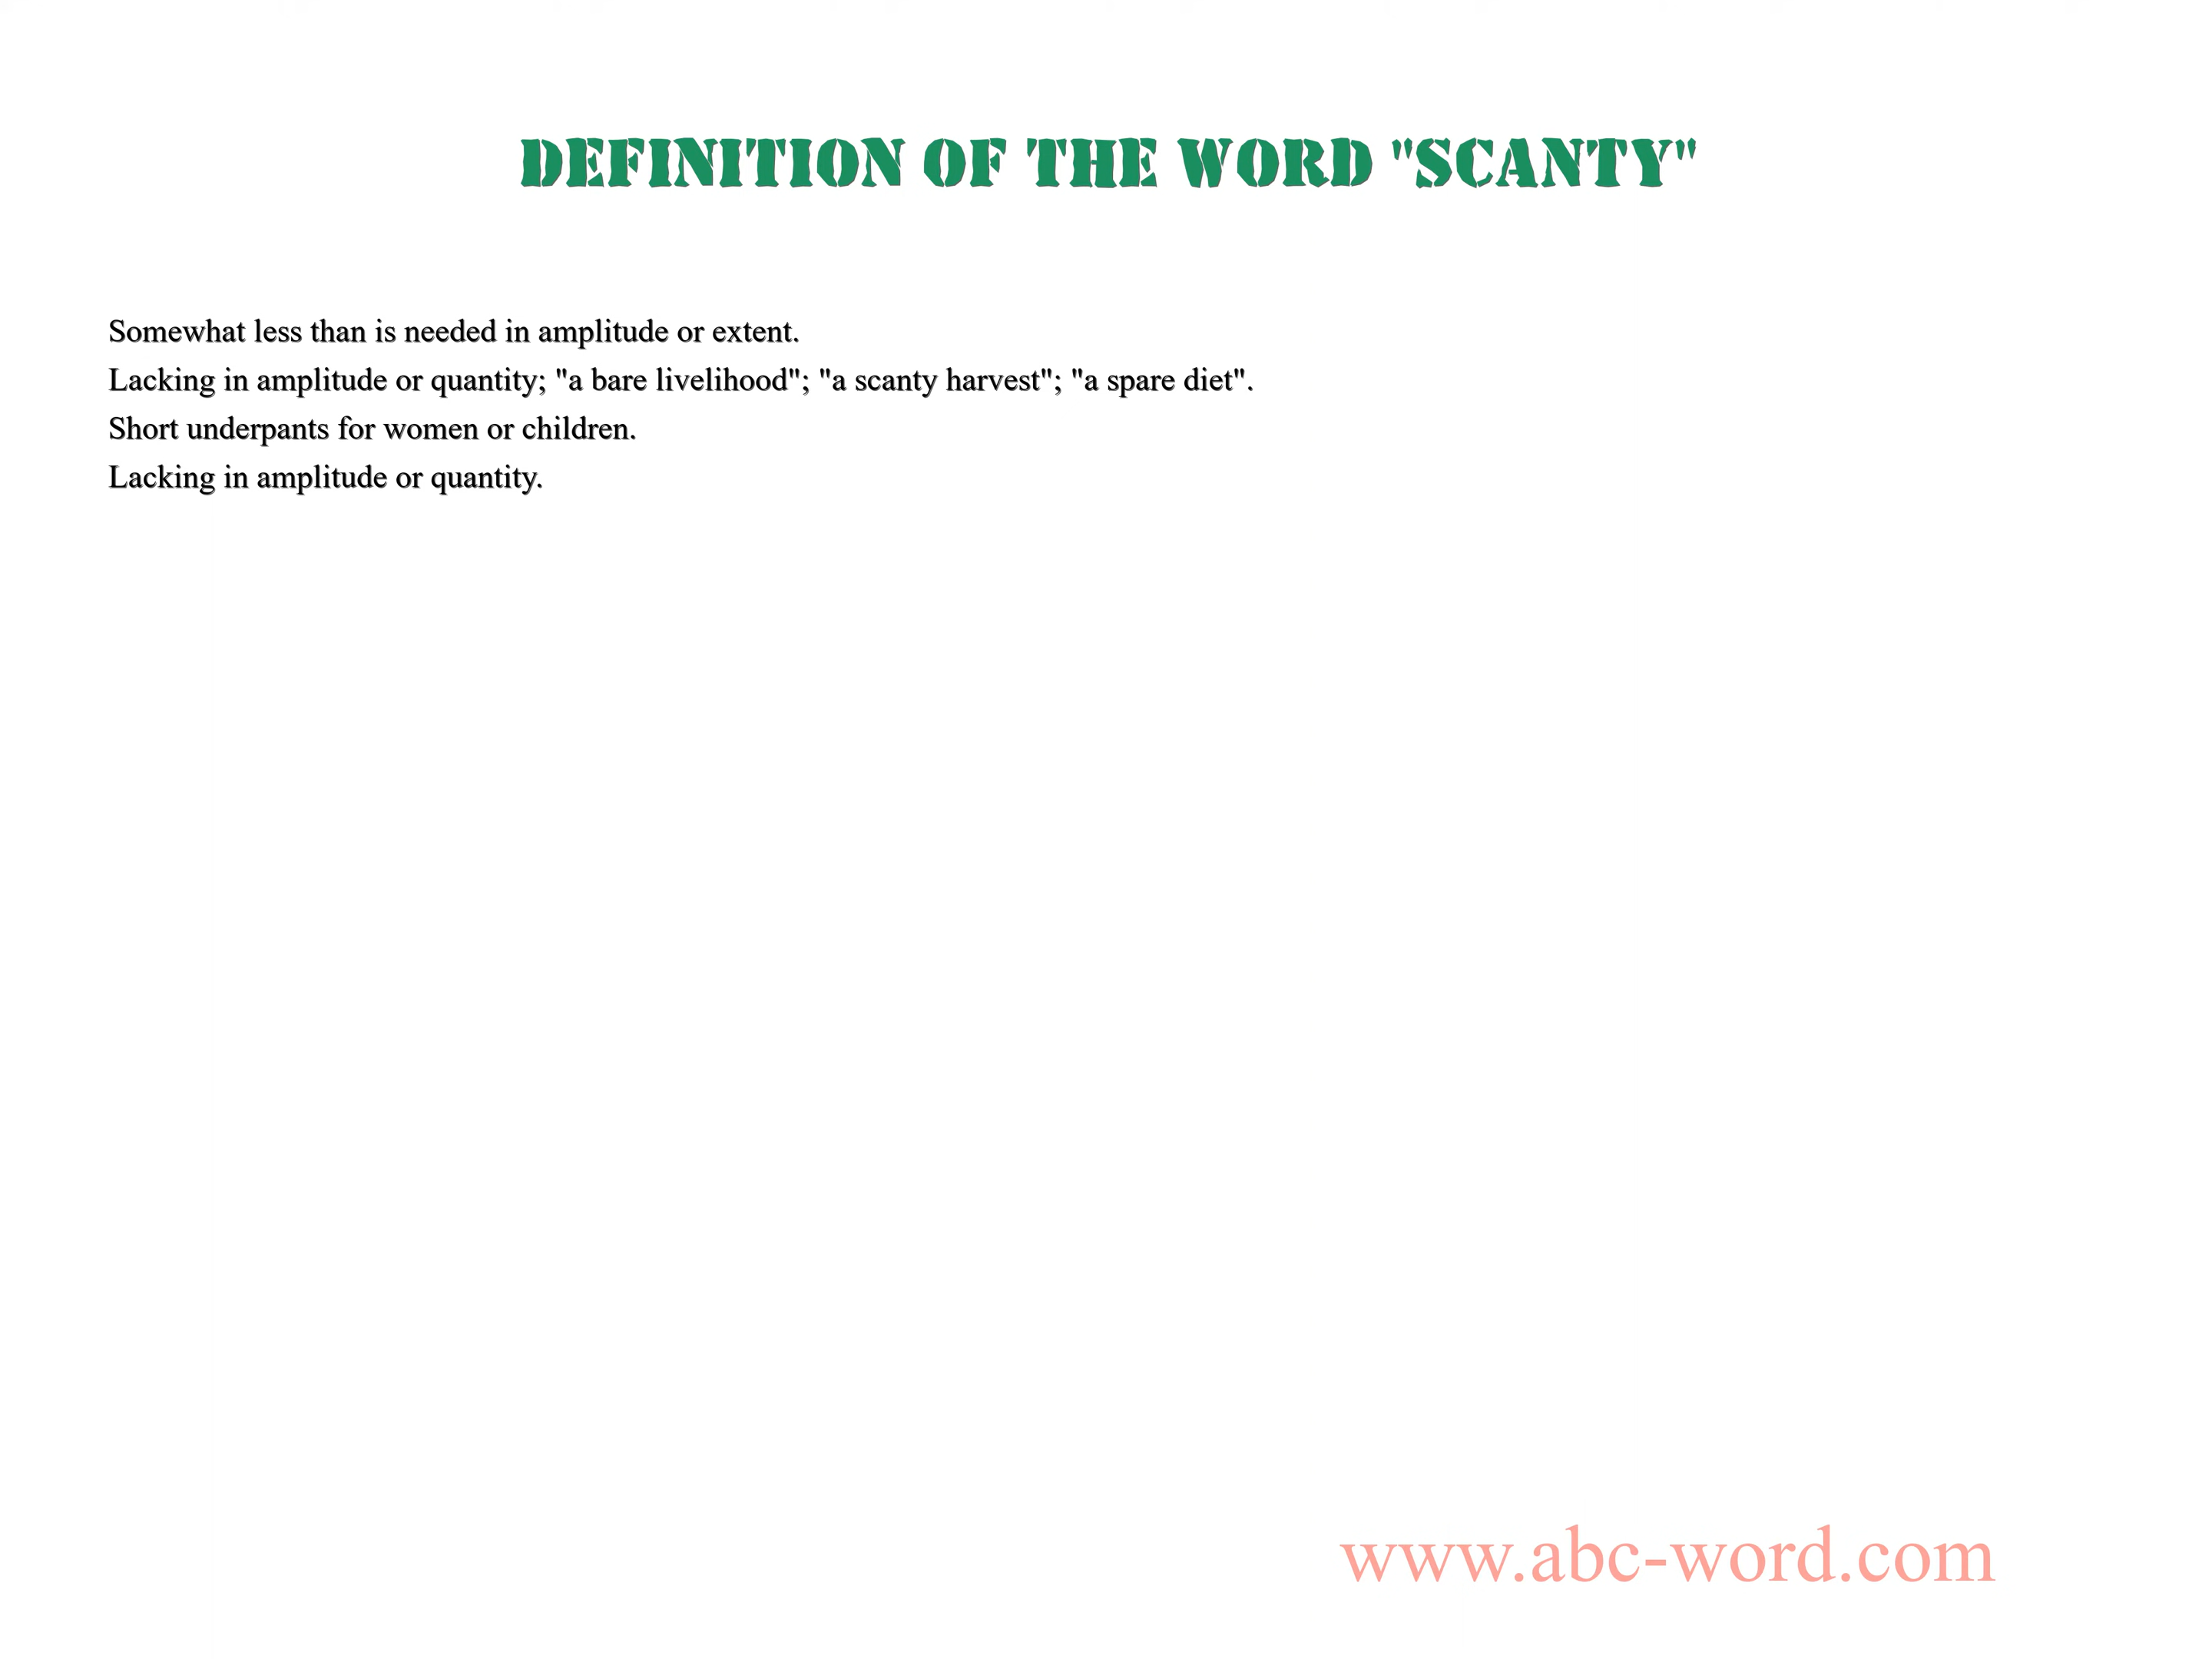 DEFINITION OF THE WORD "SCANTY"
Somewhat less than is needed in amplitude or extent.
Lacking in amplitude or quantity; "a bare livelihood"; "a scanty harvest"; "a spare diet".
Short underpants for women or children.
Lacking in amplitude or quantity.
www.abc-word.com